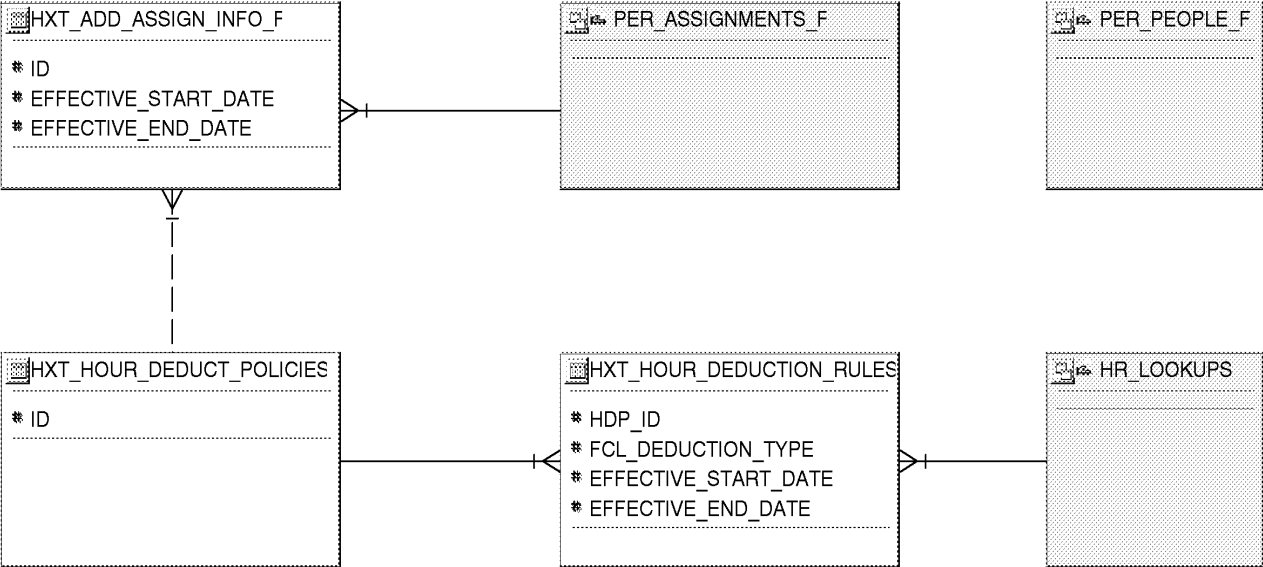 HXT_ADD_ASSIGN_INFO_F
# ID
# EFFECTIVE_START_DATE
# EFFECTIVE_END_DATE
PER_ASSIGNMENTS_F
PER_PEOPLE_F
HXT_HOUR_DEDUCT_POLICIES
# ID
HXT_HOUR_DEDUCTION_RULES
# HDP_ID
# FCL_DEDUCTION_TYPE
# EFFECTIVE_START_DATE
# EFFECTIVE_END_DATE
HR_LOOKUPS